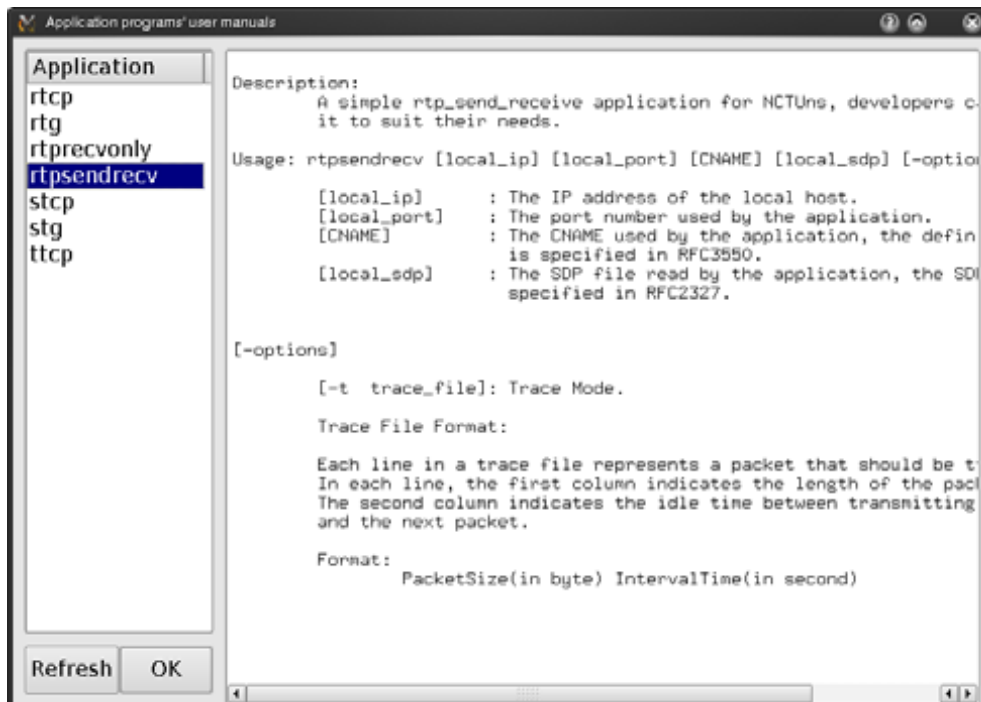 Application programs' user manuals
Application
rtcp
rtg
rtprecvonly
rtpsendrecv
stcp
stg
ttcp
Refresh
OK
Description:
A simple rtp_send_receive application for NCTUns, developers
it to suit their needs.
Usage: rtpsendrecv [local_ip] [local_port] [CNAME] [local_sdp]
[local_ip] : The IP address of the local host.
[local_port] : The port number used by the application.
[CNAME] : The CNAME used by the application, the
is specified in RFC3550.
[local_sdp] : The SDP file read by the application, the
specified in RFC2327.
[-options]
[-t trace_file]: Trace Mode.
Trace File Format:
Each line in a trace file represents a packet that should be
In each line, the first column indicates the length of the
The second column indicates the idle time between transmitting
and the next packet.
Format:
PacketSize(in byte) IntervalTime(in second)